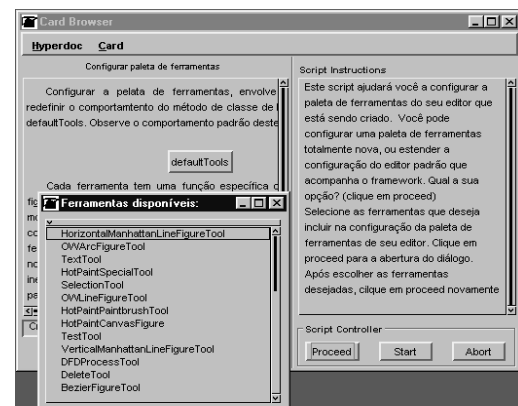 Card Browser
Hyperdoc Card
Configurar paleta de ferramentas
Configurar a pelata de ferramentas, envolve
redefinir o comportamtento do método de classe de
defaultTools. Observe o comportamento padrão deste
defaultTools
Cada ferramenta tem uma função específica
Ferramentas disponíveis:
HorizontalManhattanLineFigureTool
OWArcFigureTool
TextTool
HotPaintSpecialTool
SelectionTool
OWLineFigureTool
HotPaintPaintbrushTool
HotPaintCanvasFigure
TestTool
VerticalManhattanLineFigureTool
DFDProcessTool
DeleteTool
BezierFigureTool
Script Instructions
Este script ajudará você a configurar a
paleta de ferramentas do seu editor que
está sendo criado. Você pode
configurar uma paleta de ferramentas
totalmente nova, ou estender a
configuração do editor padrão que
acompanha o framework. Qual a sua
opção? (clique em proceed)
Selecione as ferramentas que deseja
incluir na configuração da paleta de
ferramentas de seu editor. Clique em
proceed para a abertura do diálogo.
Após escolher as ferramentas
desejadas, cilque em proceed novamente
Script Controller
Proceed Start Abort